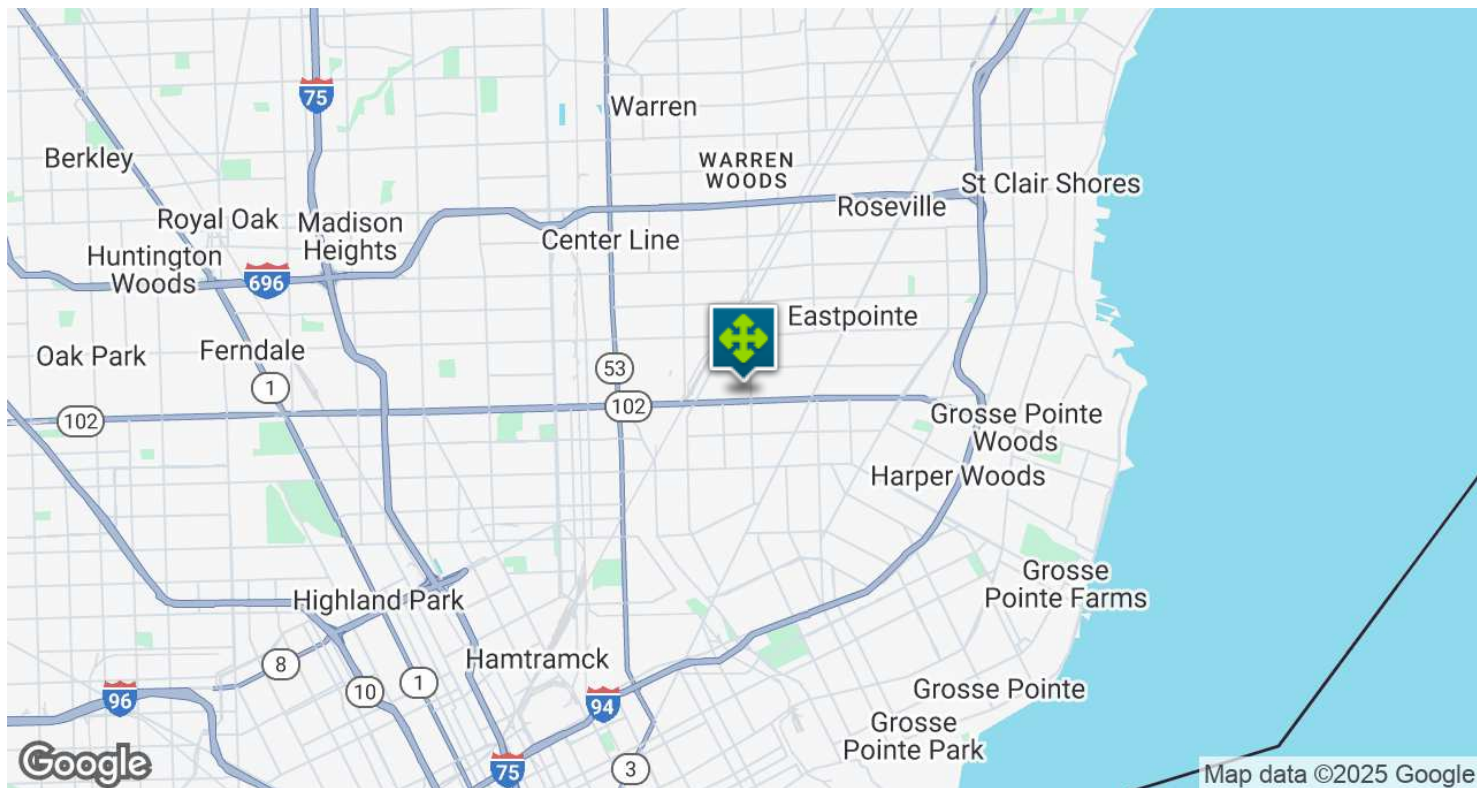 75
Warren
Berkley
WARREN
WOODS
St Clair Shores
Roseville
Royal Oak
Madison
Heights
Center Line
Huntington
Woods
696
Eastpointe
Oak Park
Ferndale
53
1
102
102
Grosse Pointe
Woods
Harper Woods
Grosse
Pointe Farms
Highland Park
Hamtramck
8
10
1
96
94
Grosse Pointe
Grosse
Pointe Park
75
3
Google
Map data ©2025 Google